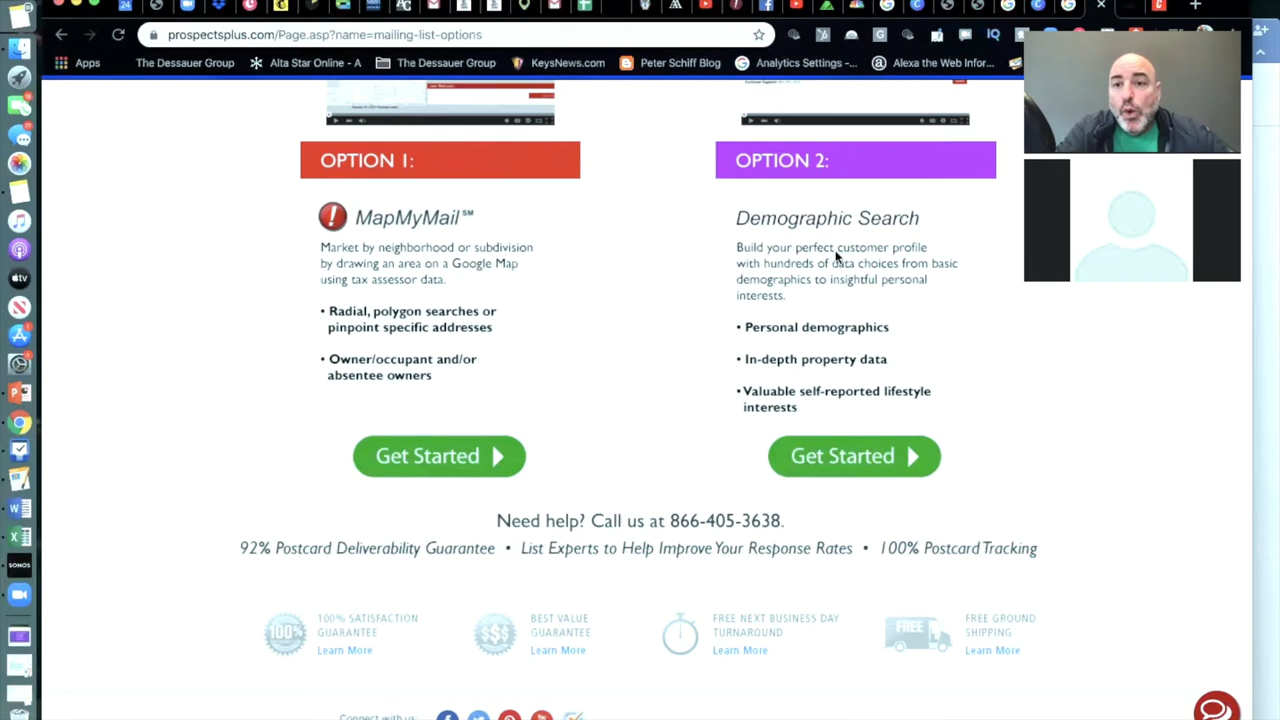 prospectsplus.com/Page.asp?name=mailing-list-options
Apps
The Dessauer Group
Alta Star Online - A
The Dessauer Group
KeysNews.com
Peter Schiff Blog
Analytics Settings -...
Alexa the Web Infor...
OPTION 1:
MapMyMail℠
Market by neighborhood or subdivision
by drawing an area on a Google Map
using tax assessor data.
• Radial, polygon searches or
pinpoint specific addresses
• Owner/occupant and/or
absentee owners
Get Started
OPTION 2:
Demographic Search
Build your perfect customer profile
with hundreds of data choices from basic
demographics to insightful personal
interests.
• Personal demographics
• In-depth property data
• Valuable self-reported lifestyle
interests
Get Started
Need help? Call us at 866-405-3638.
92% Postcard Deliverability Guarantee • List Experts to Help Improve Your Response Rates • 100% Postcard Tracking
100%
100% SATISFACTION
GUARANTEE
Learn More
$$$
BEST VALUE
GUARANTEE
Learn More
FREE NEXT BUSINESS DAY
TURNAROUND
Learn More
FREE
FREE GROUND
SHIPPING
Learn More
Connect with us:
tv
SONOS